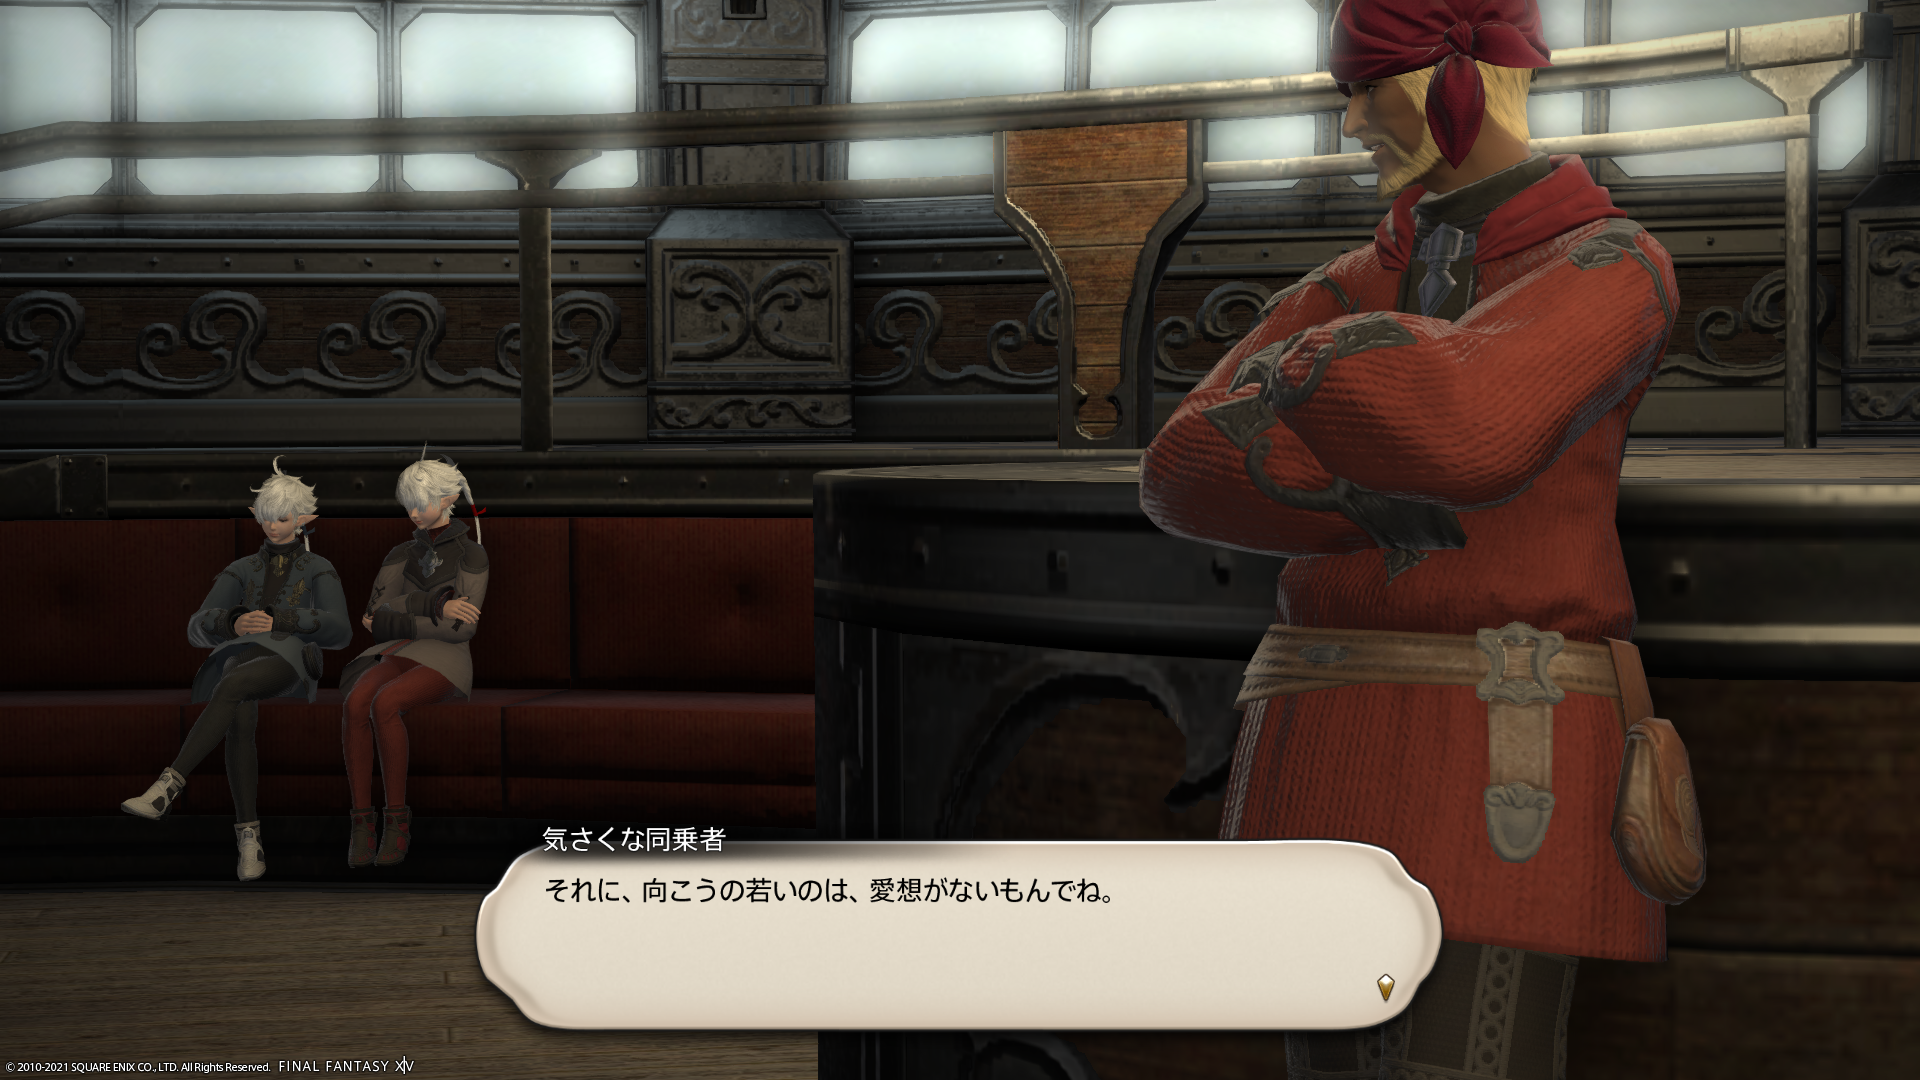 気さくな同乗者
それに、向こうの若いのは、愛想がないもんでね。
© 2010-2021 SQUARE ENIX CO., LTD. All Rights Reserved. FINAL FANTASY XIV